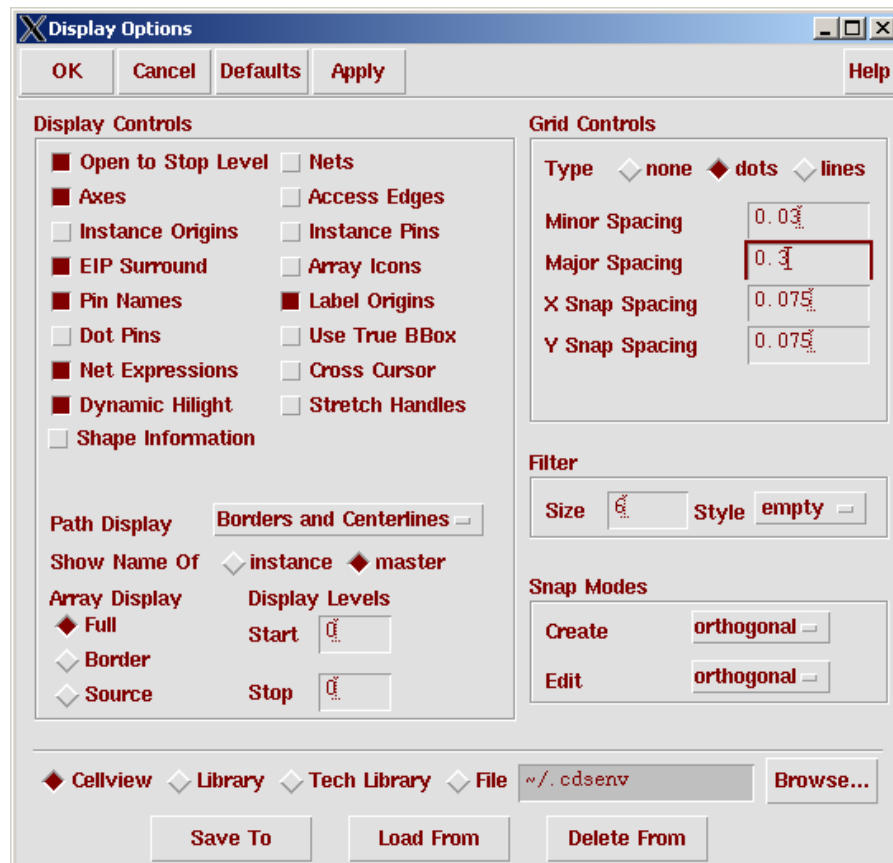 Display Options
OK Cancel Defaults Apply Help
Display Controls
Open to Stop Level Nets
Axes Access Edges
Instance Origins Instance Pins
EIP Surround Array Icons
Pin Names Label Origins
Dot Pins Use True BBox
Net Expressions Cross Cursor
Dynamic Hilight Stretch Handles
Shape Information
Path Display Borders and Centerlines
Show Name Of instance master
Array Display Display Levels
Full Start 0
Border
Source Stop 0
Grid Controls
Type none dots lines
Minor Spacing 0.03
Major Spacing 0.3
X Snap Spacing 0.075
Y Snap Spacing 0.075
Filter
Size 6 Style empty
Snap Modes
Create orthogonal
Edit orthogonal
Cellview Library Tech Library File ~/.cdsenv Browse...
Save To Load From Delete From